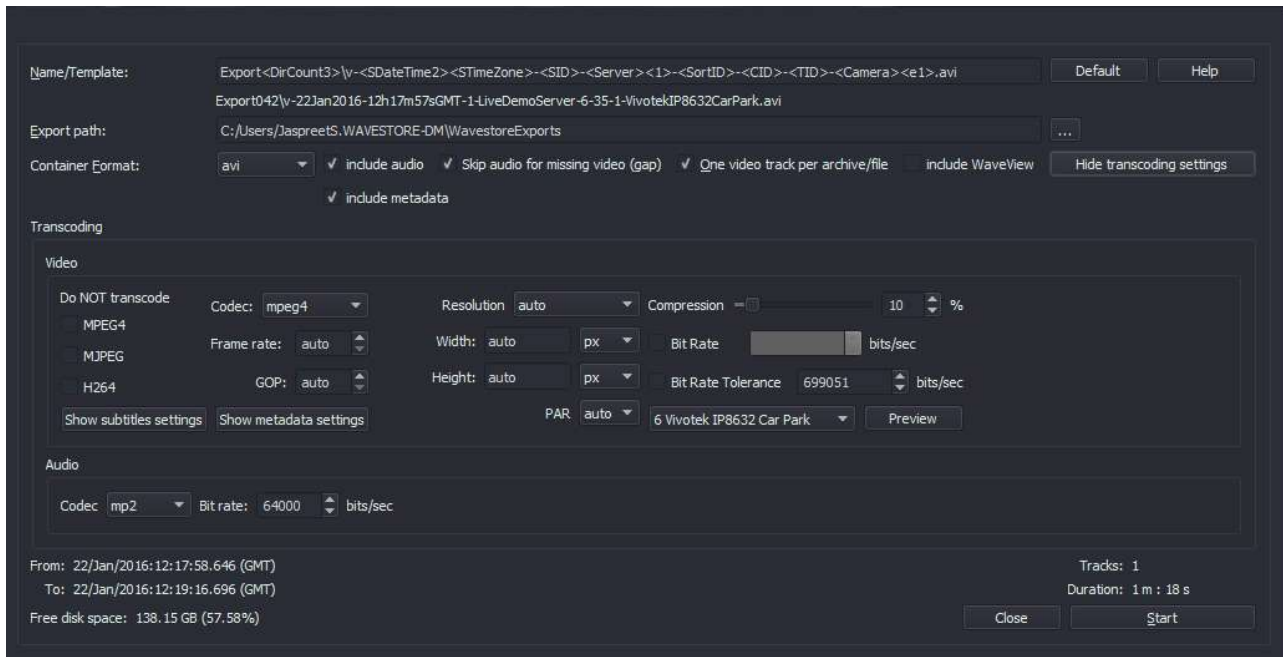 Name/Template: Export<DirCount3>\v-<SDateTime2><STimeZone>-<SID>-<Server><1>-<SortID>-<CID>-<TID>-<Camera><e1>.avi Default Help
Export042\v-22Jan2016-12h17m57sGMT-1-LiveDemoServer-6-35-1-VivotekIP8632CarPark.avi
Export path: C:/Users/JaspreetS.WAVESTORE-DM\WavestoreExports ...
Container Format: avi include audio Skip audio for missing video (gap) One video track per archive/file include WaveView Hide transcoding settings
include metadata
Transcoding
Video
Do NOT transcode Codec: mpeg4 Resolution auto Compression 10 %
MPEG4
Frame rate: auto Width: auto px Bit Rate bits/sec
MJPEG
GOP: auto Height: auto px Bit Rate Tolerance 699051 bits/sec
H264
Show subtitles settings Show metadata settings PAR auto 6 Vivotek IP8632 Car Park Preview
Audio
Codec mp2 Bit rate: 64000 bits/sec
From: 22/Jan/2016:12:17:58.646 (GMT) Tracks: 1
To: 22/Jan/2016:12:19:16.696 (GMT) Duration: 1 m : 18 s
Free disk space: 138.15 GB (57.58%) Close Start